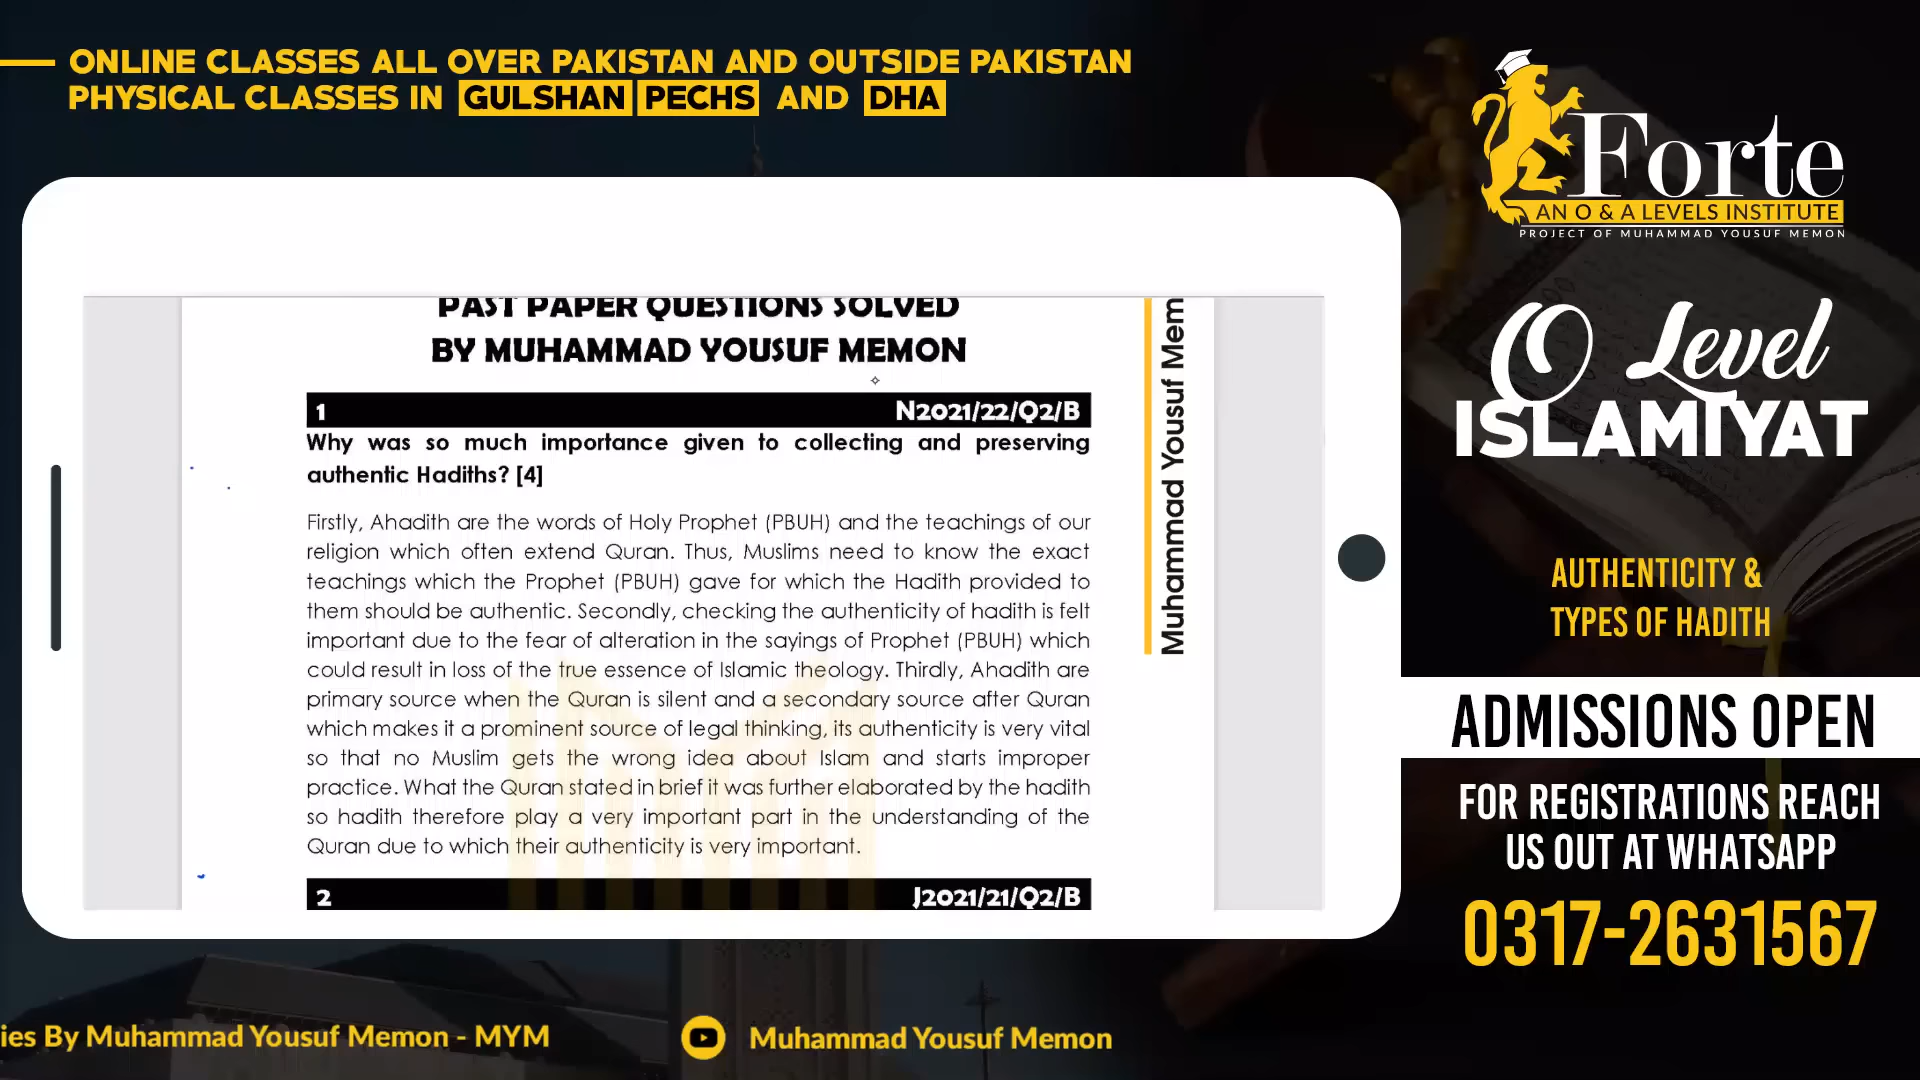 ONLINE CLASSES ALL OVER PAKISTAN AND OUTSIDE PAKISTAN
PHYSICAL CLASSES IN GULSHAN PECHS AND DHA
Forte
AN O & A LEVELS INSTITUTE
PROJECT OF MUHAMMAD YOUSUF MEMON
PAST PAPER QUESTIONS SOLVED
BY MUHAMMAD YOUSUF MEMON
1 N2021/22/Q2/B
Why was so much importance given to collecting and preserving
authentic Hadiths? [4]
Firstly, Ahadith are the words of Holy Prophet (PBUH) and the teachings of our
religion which often extend Quran. Thus, Muslims need to know the exact
teachings which the Prophet (PBUH) gave for which the Hadith provided to
them should be authentic. Secondly, checking the authenticity of hadith is felt
important due to the fear of alteration in the sayings of Prophet (PBUH) which
could result in loss of the true essence of Islamic theology. Thirdly, Ahadith are
primary source when the Quran is silent and a secondary source after Quran
which makes it a prominent source of legal thinking, its authenticity is very vital
so that no Muslim gets the wrong idea about Islam and starts improper
practice. What the Quran stated in brief it was further elaborated by the hadith
so hadith therefore play a very important part in the understanding of the
Quran due to which their authenticity is very important.
2 J2021/21/Q2/B
Muhammad Yousuf Mem
O Level
ISLAMIYAT
AUTHENTICITY &
TYPES OF HADITH
ADMISSIONS OPEN
FOR REGISTRATIONS REACH
US OUT AT WHATSAPP
0317-2631567
ies By Muhammad Yousuf Memon - MYM
Muhammad Yousuf Memon